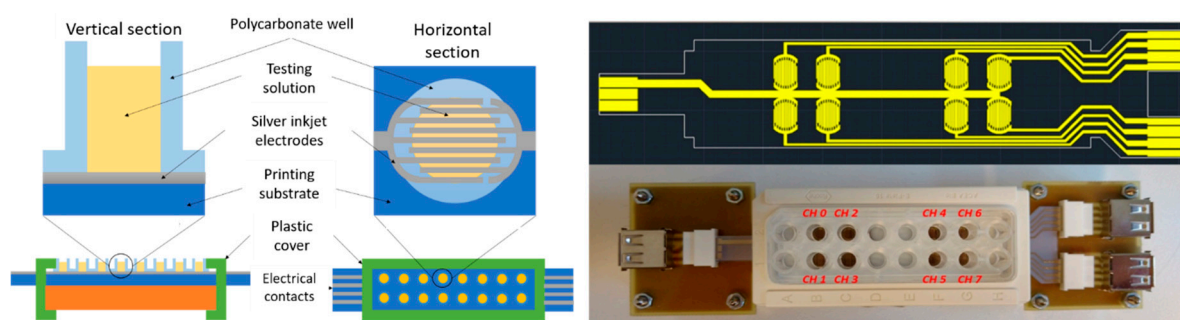 Vertical section
Polycarbonate well
Horizontal
section
Testing
solution
Silver inkjet
electrodes
Printing
substrate
Plastic
cover
Electrical
contacts
CH 0
CH 2
CH 4
CH 6
CH 1
CH 3
CH 5
CH 7
A
B
C
D
E
F
G
H